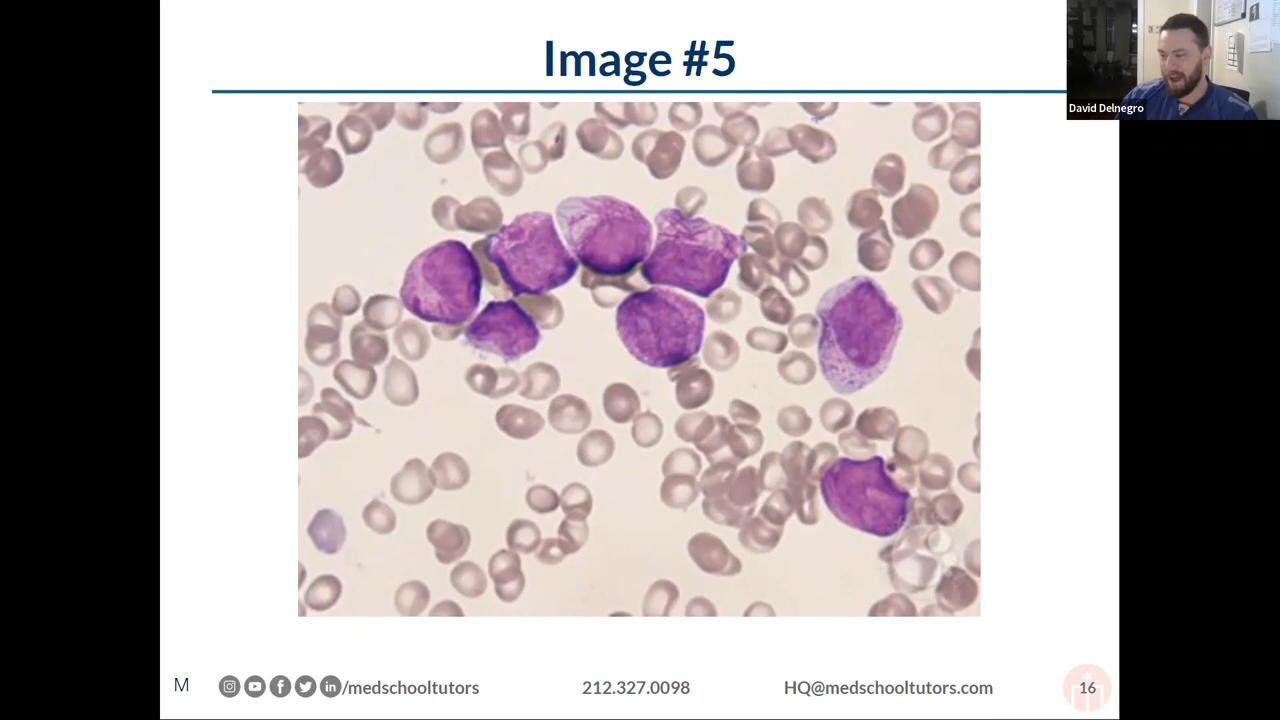 Image #5
David Delnegro
M
/medschooltutors
212.327.0098
HQ@medschooltutors.com
16